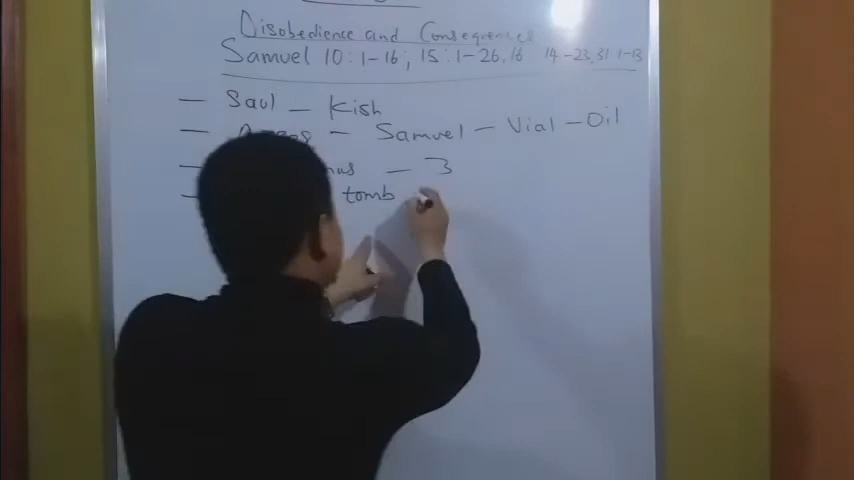 Disobedience and Consequences
Samuel 10:1-16; 15:1-26, 16 14-23, 31 1-13
— Saul — Kish
— — Samuel — Vial — Oil
— — 3
— tomb